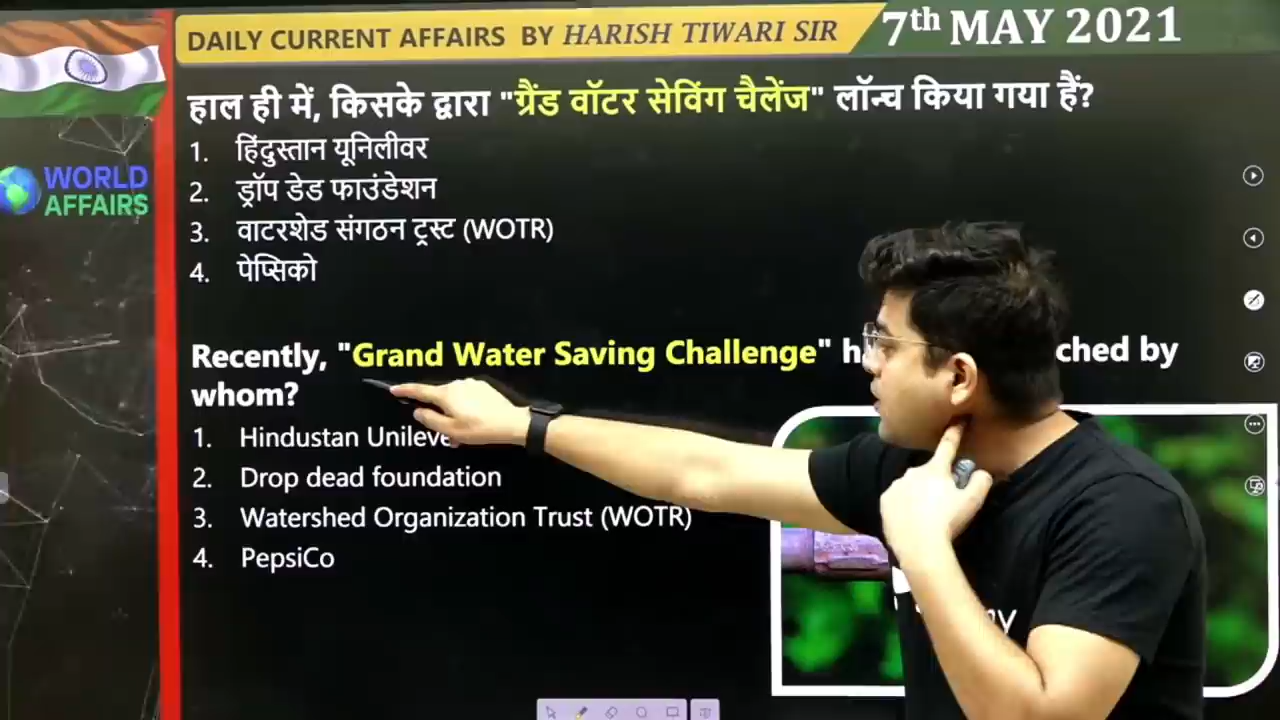 DAILY CURRENT AFFAIRS BY HARISH TIWARI SIR
7th MAY 2021
हाल ही में, किसके द्वारा "ग्रैंड वॉटर सेविंग चैलेंज" लॉन्च किया गया हैं?
1. हिंदुस्तान यूनिलीवर
2. ड्रॉप डेड फाउंडेशन
3. वाटरशेड संगठन ट्रस्ट (WOTR)
4. पेप्सिको
WORLD
AFFAIRS
Recently, "Grand Water Saving Challenge" ched by
whom?
1. Hindustan Unileve
2. Drop dead foundation
3. Watershed Organization Trust (WOTR)
4. PepsiCo